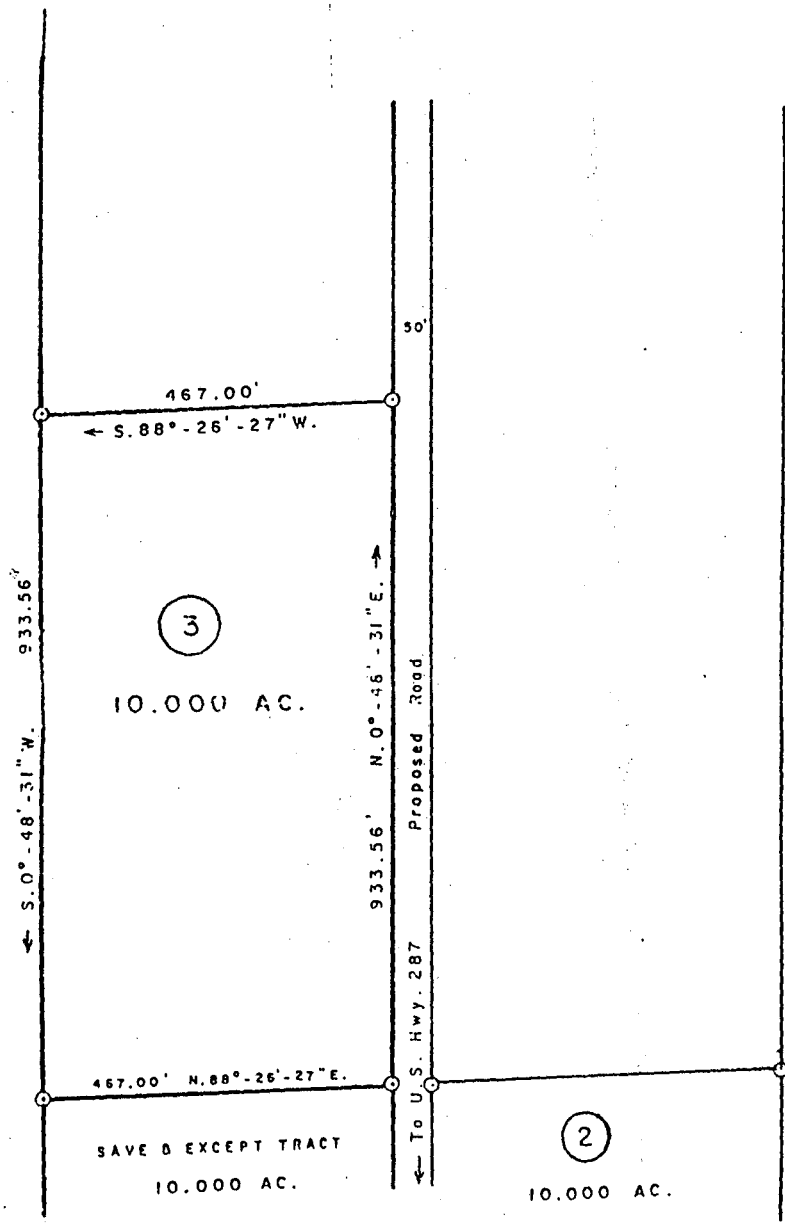 50'
467.00'
← S.88°-26'-27" W.
933.56'
S.0°-48'-31" W. →
3
10.000 AC.
933.56' N.0°-46'-31" E. →
Proposed Road
← To U.S. Hwy. 287
467.00' N.88°-26'-27" E.
SAVE & EXCEPT TRACT
10.000 AC.
2
10.000 AC.